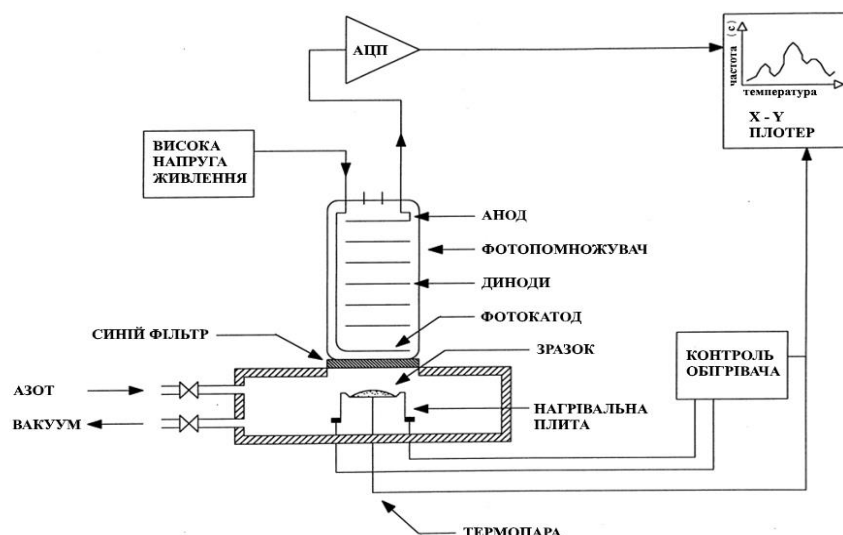 АЦП
частота (с)
температура
X - Y
ПЛОТЕР
ВИСОКА
НАПРУГА
ЖИВЛЕННЯ
АНОД
ФОТОПОМНОЖУВАЧ
ДИНОДИ
ФОТОКАТОД
СИНІЙ ФІЛЬТР
ЗРАЗОК
КОНТРОЛЬ
ОБІГРІВАЧА
АЗОТ
ВАКУУМ
НАГРІВАЛЬНА
ПЛИТА
ТЕРМОПАРА